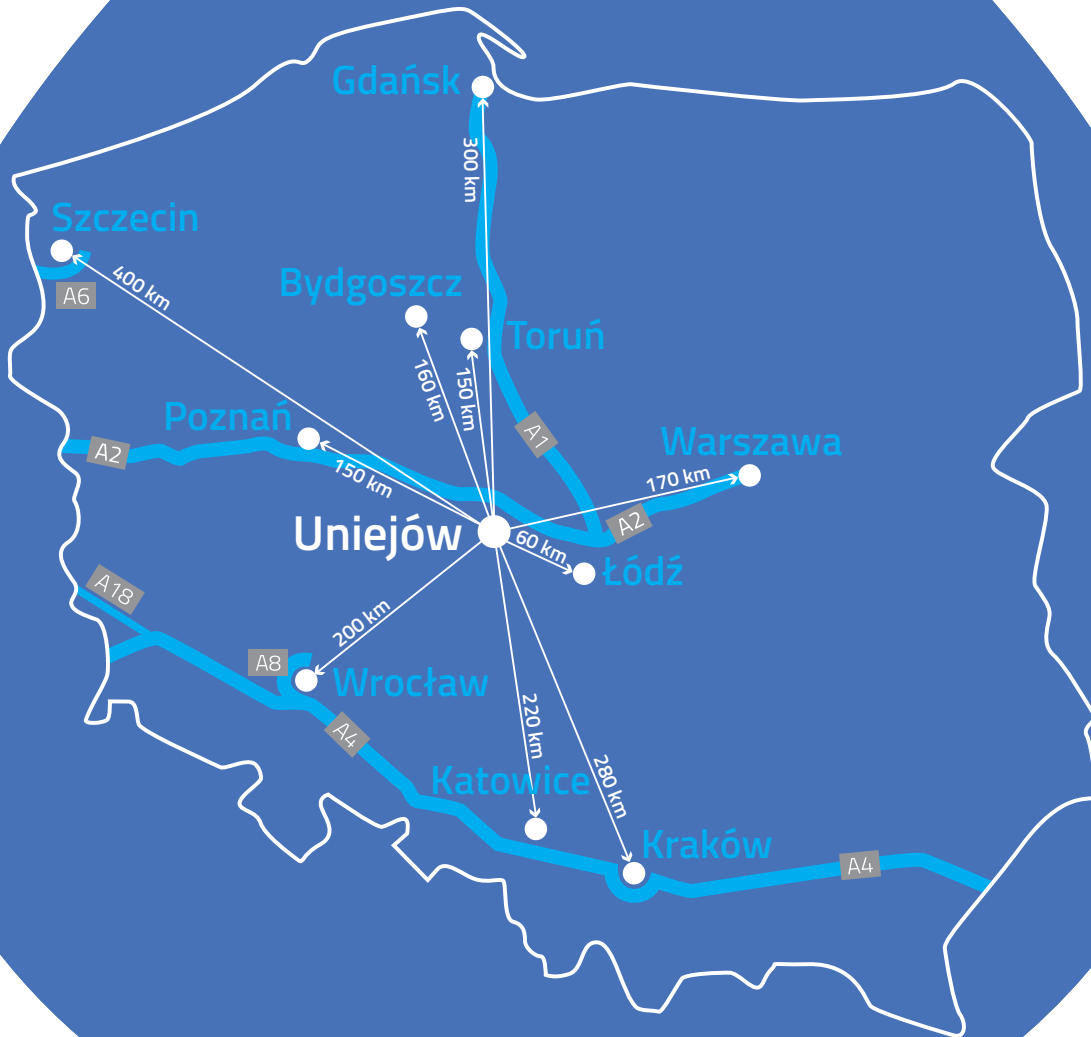 Gdańsk
300 km
Szczecin
400 km
A6
Bydgoszcz
Toruń
160 km
150 km
Poznań
A1
A2
Warszawa
150 km
170 km
Uniejów
60 km
A2
Łódź
A18
200 km
A8
Wrocław
220 km
A4
Katowice
280 km
Kraków
A4